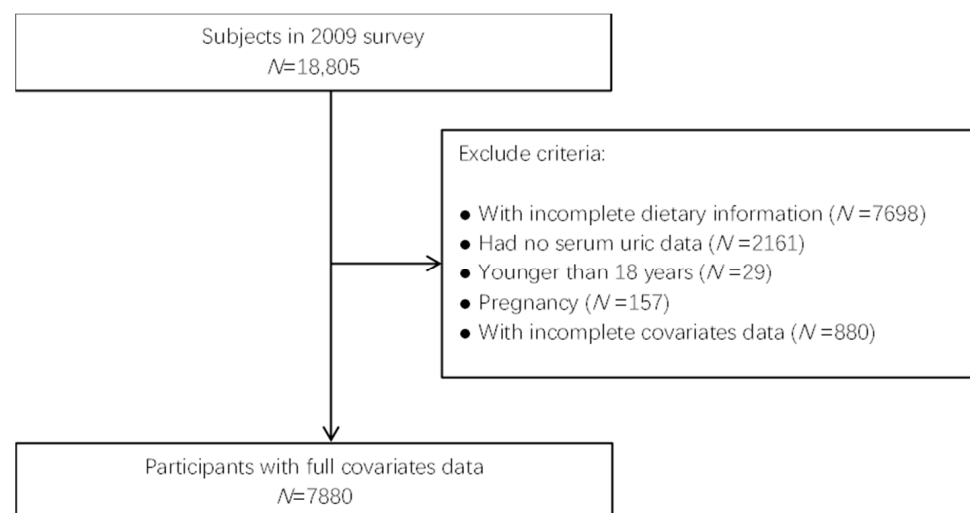 Subjects in 2009 survey
N=18,805
Exclude criteria:
● With incomplete dietary information (N=7698)
● Had no serum uric data (N=2161)
● Younger than 18 years (N=29)
● Pregnancy (N=157)
● With incomplete covariates data (N=880)
Participants with full covariates data
N=7880